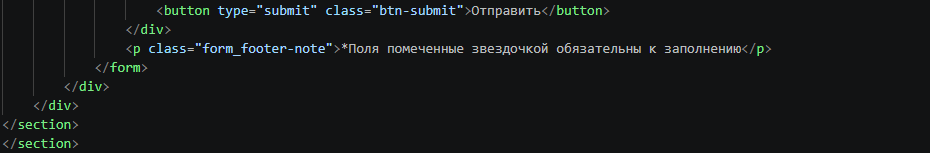 <button type="submit" class="btn-submit">Отправить</button>
</div>
<p class="form_footer-note">*Поля помеченные звездочкой обязательны к заполнению</p>
</form>
</div>
</div>
</section>
</section>